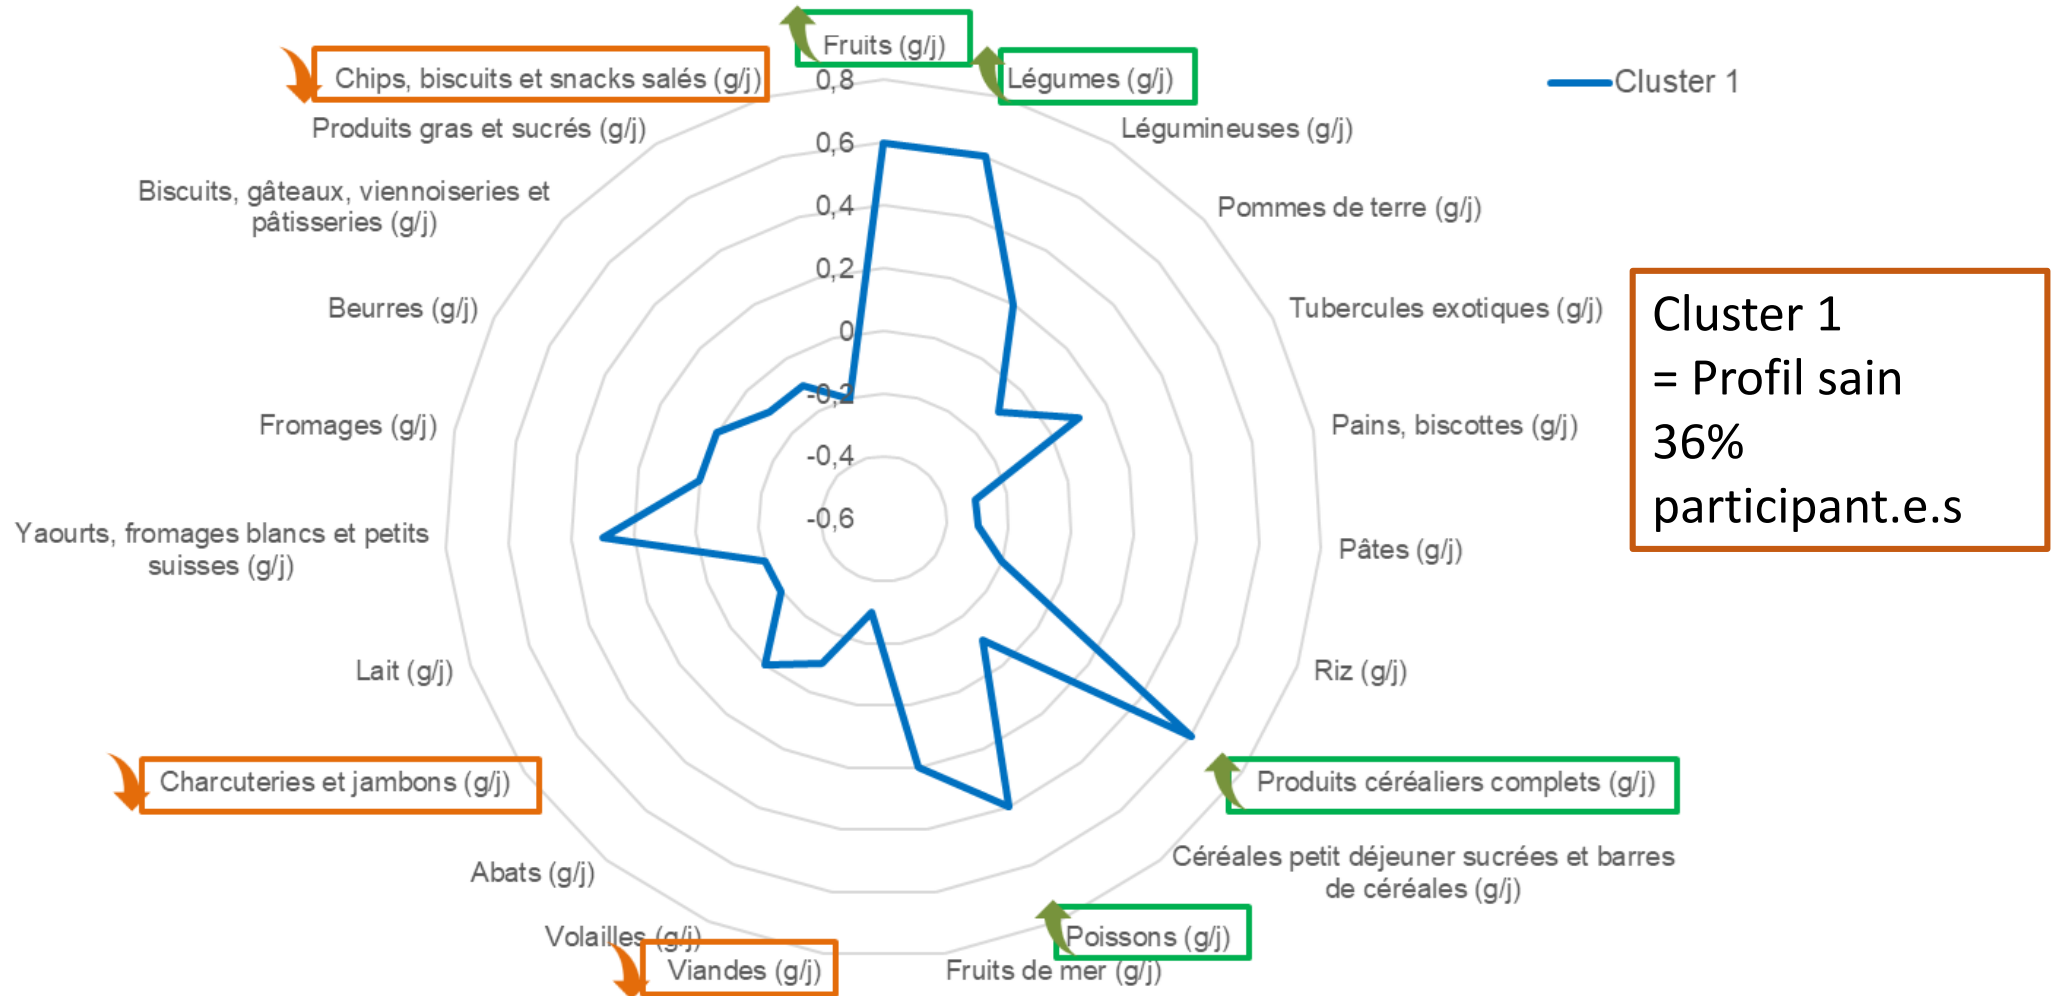 Fruits (g/j)
Chips, biscuits et snacks salés (g/j)
Légumes (g/j)
Cluster 1
Produits gras et sucrés (g/j)
Légumineuses (g/j)
Biscuits, gâteaux, viennoiseries et
pâtisseries (g/j)
Pommes de terre (g/j)
Beurres (g/j)
Tubercules exotiques (g/j)
Fromages (g/j)
Pains, biscottes (g/j)
Yaourts, fromages blancs et petits
suisses (g/j)
Pâtes (g/j)
Lait (g/j)
Riz (g/j)
Charcuteries et jambons (g/j)
Produits céréaliers complets (g/j)
Abats (g/j)
Céréales petit déjeuner sucrées et barres
de céréales (g/j)
Volailles (g/j)
Poissons (g/j)
Viandes (g/j)
Fruits de mer (g/j)
0,8
0,6
0,4
0,2
0
-0,2
-0,4
-0,6
Cluster 1
= Profil sain
36%
participant.e.s